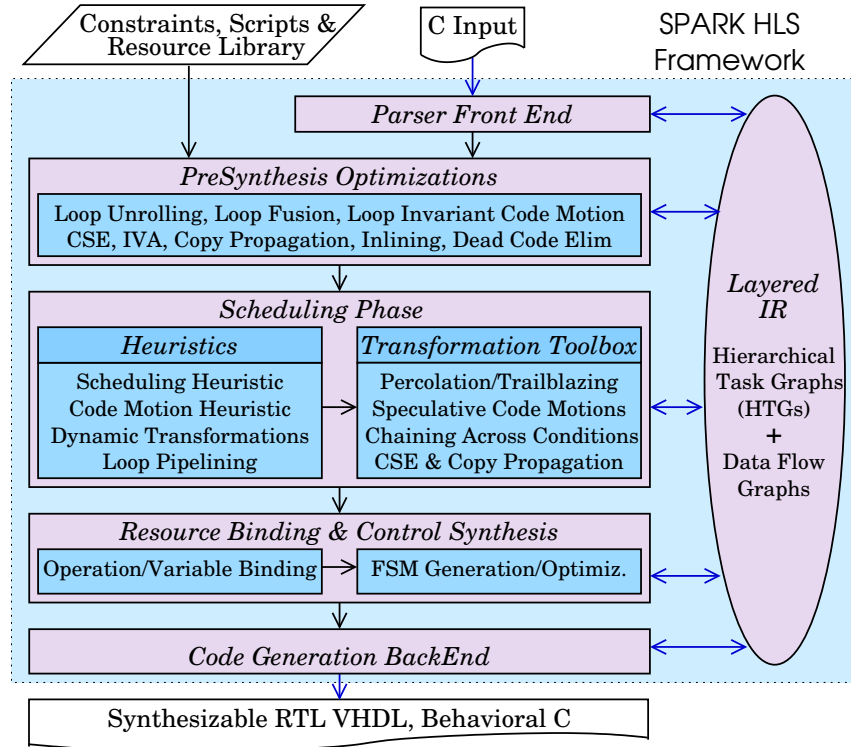 Constraints, Scripts &
Resource Library
C Input
SPARK HLS
Framework
Parser Front End
PreSynthesis Optimizations
Loop Unrolling, Loop Fusion, Loop Invariant Code Motion
CSE, IVA, Copy Propagation, Inlining, Dead Code Elim
Scheduling Phase
Heuristics
Scheduling Heuristic
Code Motion Heuristic
Dynamic Transformations
Loop Pipelining
Transformation Toolbox
Percolation/Trailblazing
Speculative Code Motions
Chaining Across Conditions
CSE & Copy Propagation
Resource Binding & Control Synthesis
Operation/Variable Binding
FSM Generation/Optimiz.
Code Generation BackEnd
Layered
IR
Hierarchical
Task Graphs
(HTGs)
+
Data Flow
Graphs
Synthesizable RTL VHDL, Behavioral C